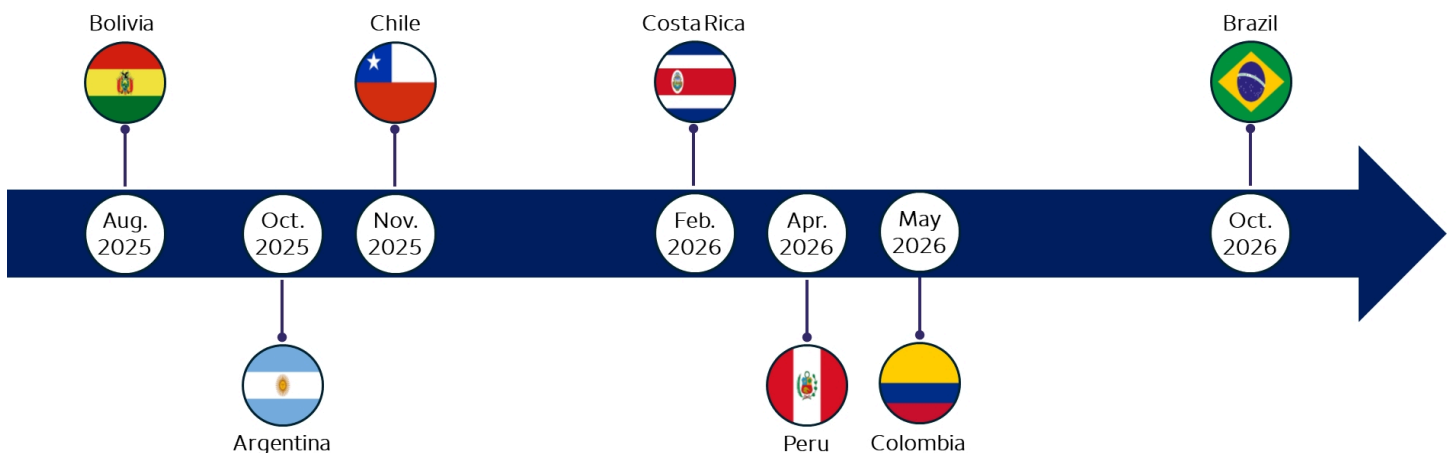 Bolivia
Chile
Costa Rica
Brazil
Aug.
2025
Oct.
2025
Nov.
2025
Feb.
2026
Apr.
2026
May
2026
Oct.
2026
Argentina
Peru
Colombia